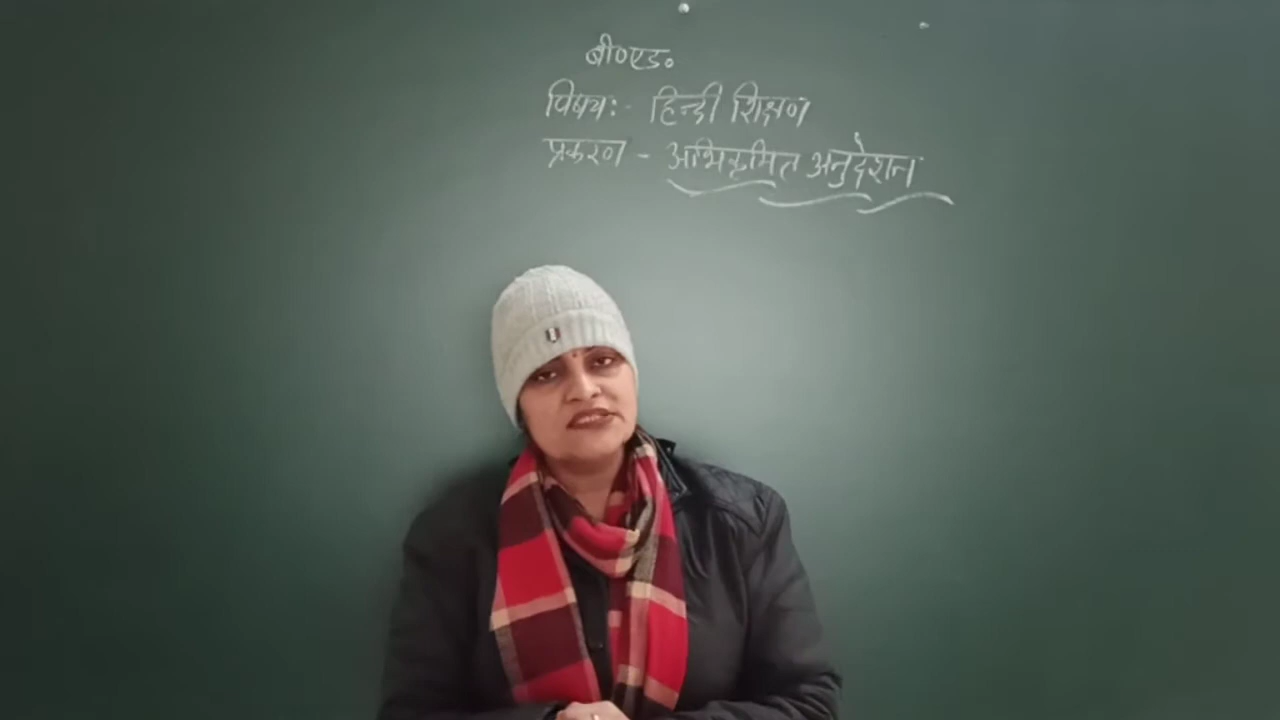 बी०एड०
विषय:- हिन्दी शिक्षण
प्रकरण - अभिक्रमित अनुदेशन